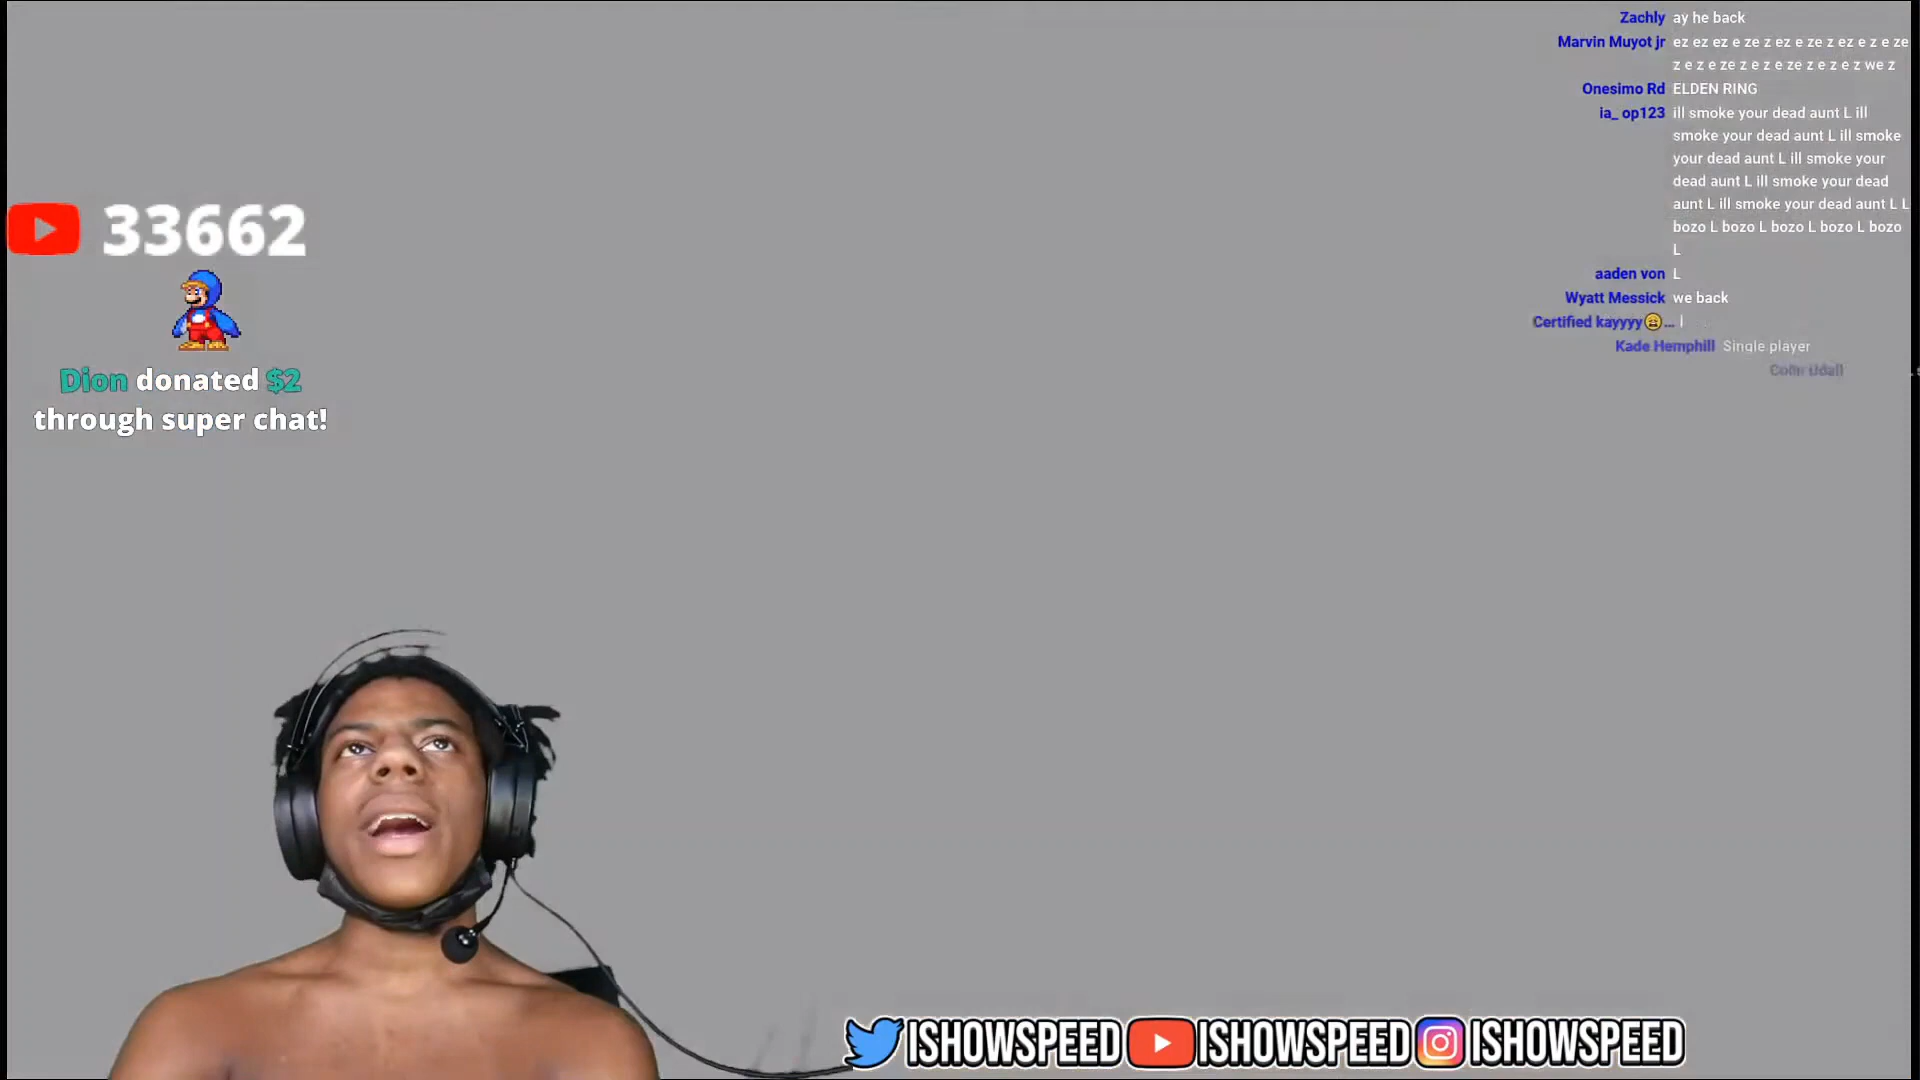 Zachly ay he back
Marvin Muyot jr ez ez ez e ze z ez e ze z ez e z e ze
z e z e ze z e z e ze z e z e z we z
Onesimo Rd ELDEN RING
ia_ op123 ill smoke your dead aunt L ill
smoke your dead aunt L ill smoke
your dead aunt L ill smoke your
dead aunt L ill smoke your dead
aunt L ill smoke your dead aunt L L
bozo L bozo L bozo L bozo L bozo
L
aaden von L
Wyatt Messick we back
Certified kayyyy😩... l
Kade Hemphill Single player
Colin Udall
33662
Dion donated $2
through super chat!
ISHOWSPEED ISHOWSPEED ISHOWSPEED